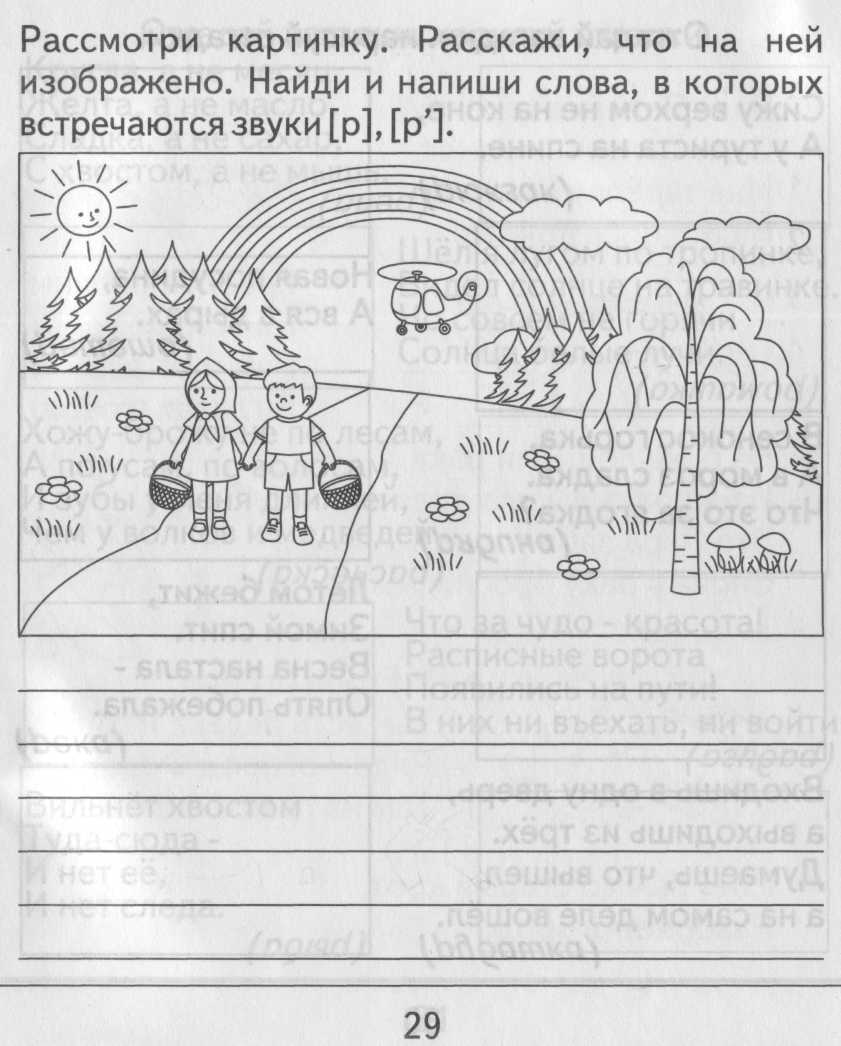 Рассмотри картинку. Расскажи, что на ней
изображено. Найди и напиши слова, в которых
встречаются звуки [р], [р’].
29